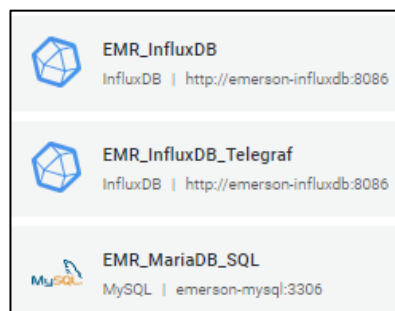 EMR_InfluxDB
InfluxDB | http://emerson-influxdb:8086
EMR_InfluxDB_Telegraf
InfluxDB | http://emerson-influxdb:8086
EMR_MariaDB_SQL
MySQL
MySQL | emerson-mysql:3306